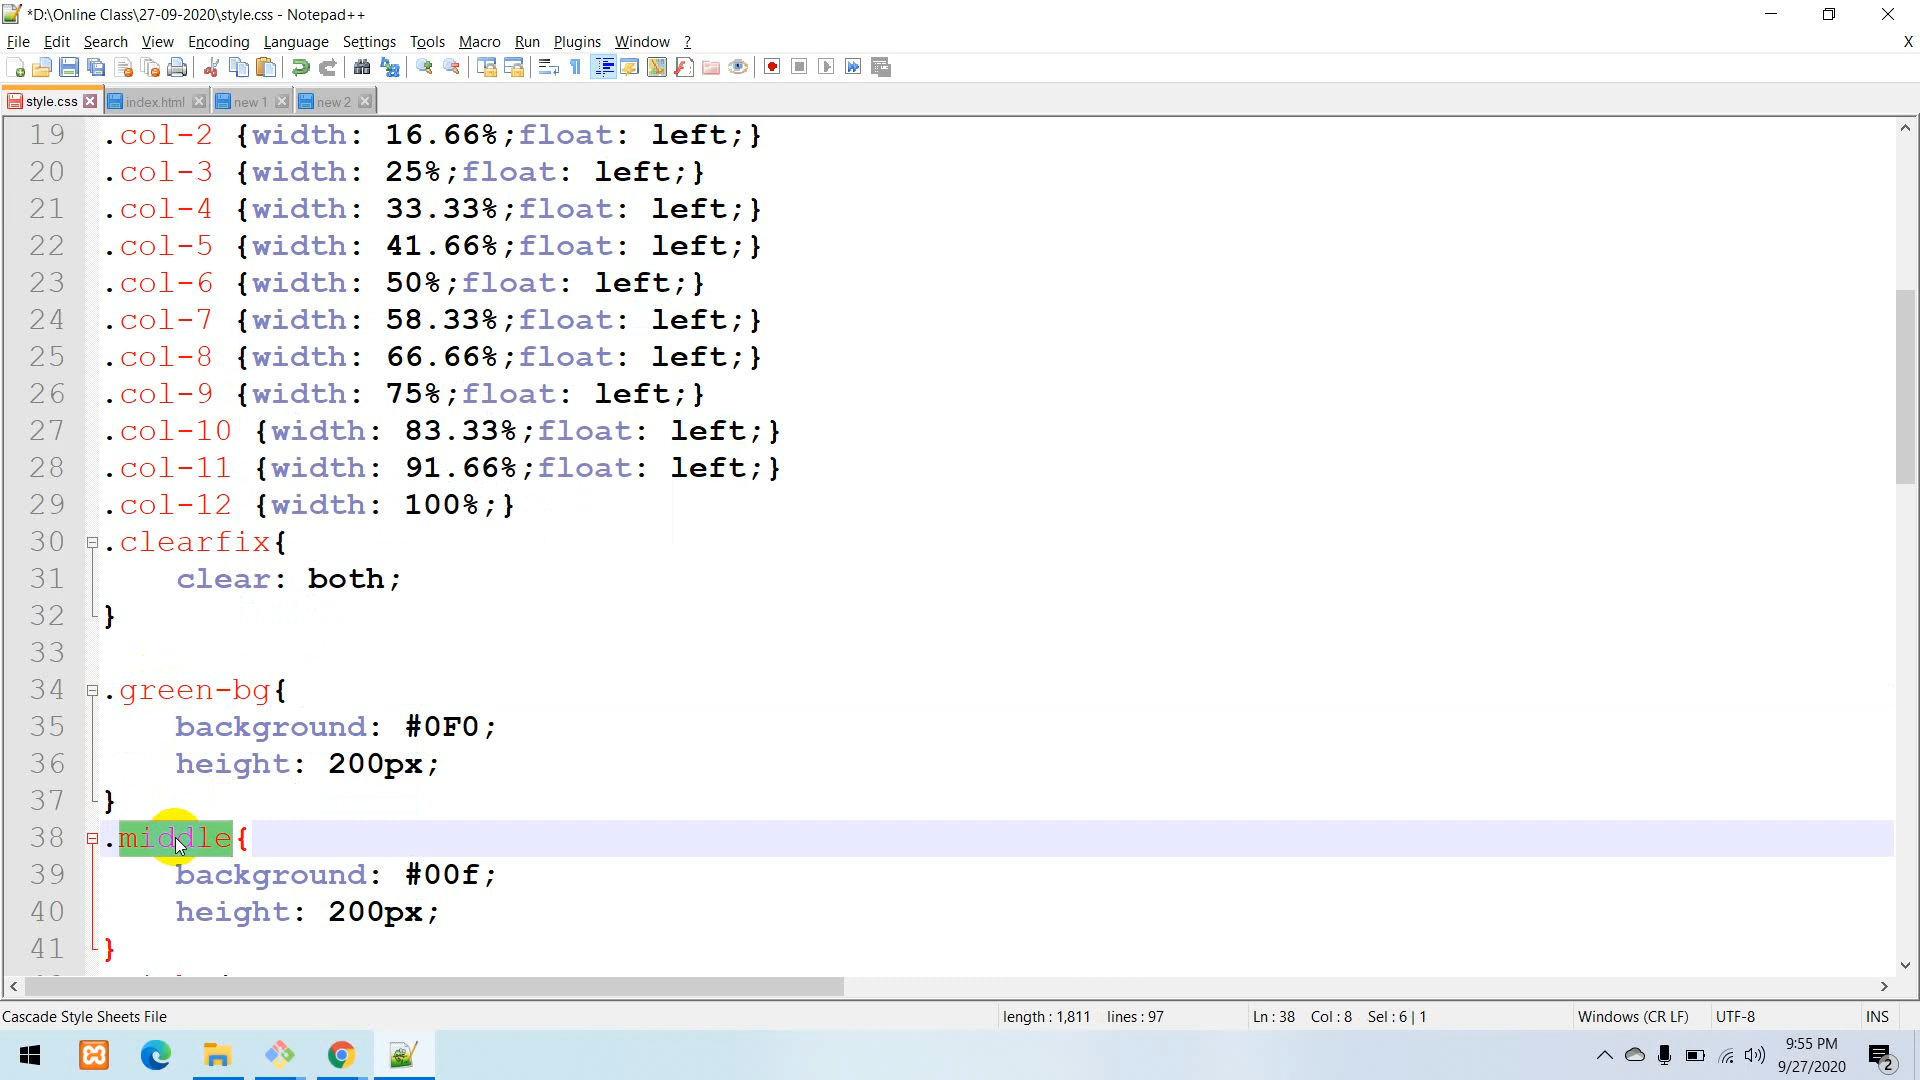 *D:\Online Class\27-09-2020\style.css - Notepad++
File Edit Search View Encoding Language Settings Tools Macro Run Plugins Window ? X
style.css index.html new 1 new 2
19 .col-2 {width: 16.66%;float: left;}
20 .col-3 {width: 25%;float: left;}
21 .col-4 {width: 33.33%;float: left;}
22 .col-5 {width: 41.66%;float: left;}
23 .col-6 {width: 50%;float: left;}
24 .col-7 {width: 58.33%;float: left;}
25 .col-8 {width: 66.66%;float: left;}
26 .col-9 {width: 75%;float: left;}
27 .col-10 {width: 83.33%;float: left;}
28 .col-11 {width: 91.66%;float: left;}
29 .col-12 {width: 100%;}
30 .clearfix{
31 clear: both;
32 }
33
34 .green-bg{
35 background: #0F0;
36 height: 200px;
37 }
38 .middle{
39 background: #00f;
40 height: 200px;
41 }
Cascade Style Sheets File length : 1,811 lines : 97 Ln : 38 Col : 8 Sel : 6 | 1 Windows (CR LF) UTF-8 INS
9:55 PM
9/27/2020
2